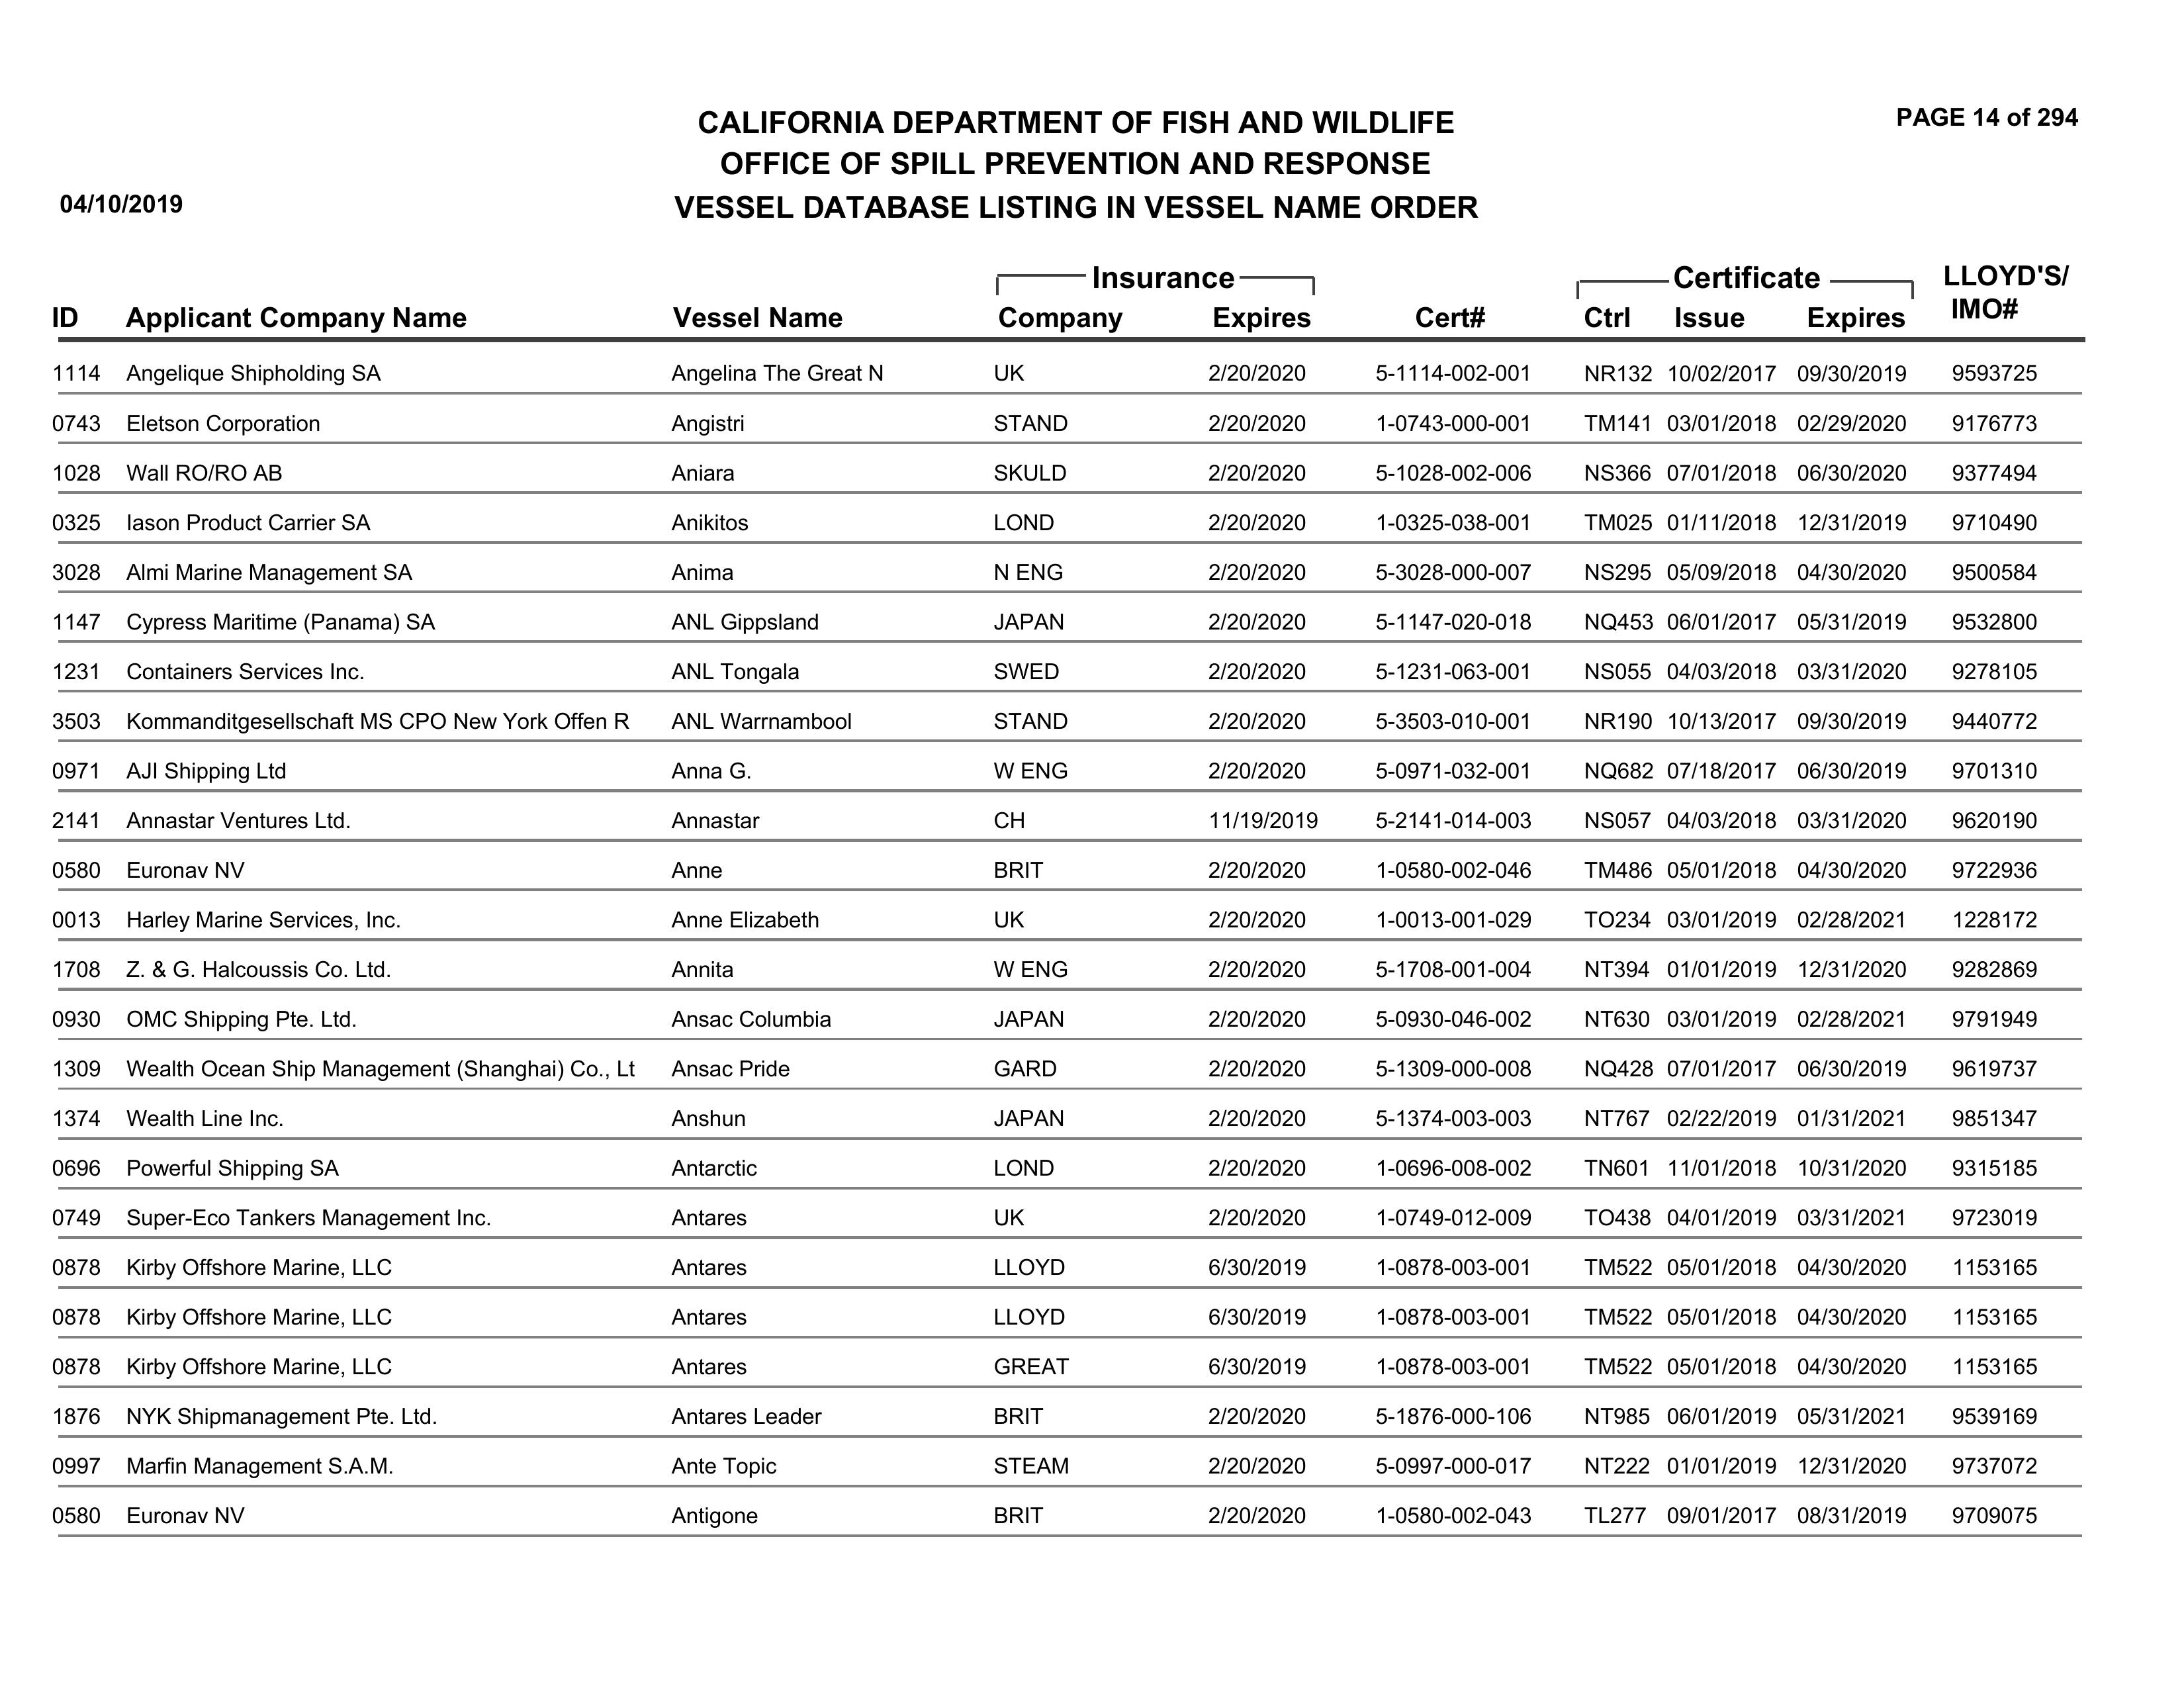 PAGE 14 of 294
CALIFORNIA DEPARTMENT OF FISH AND WILDLIFE
OFFICE OF SPILL PREVENTION AND RESPONSE
04/10/2019 VESSEL DATABASE LISTING IN VESSEL NAME ORDER
Insurance Certificate LLOYD'S/
ID Applicant Company Name Vessel Name Company Expires Cert# Ctrl Issue Expires IMO#
1114 Angelique Shipholding SA Angelina The Great N UK 2/20/2020 5-1114-002-001 NR132 10/02/2017 09/30/2019 9593725
0743 Eletson Corporation Angistri STAND 2/20/2020 1-0743-000-001 TM141 03/01/2018 02/29/2020 9176773
1028 Wall RO/RO AB Aniara SKULD 2/20/2020 5-1028-002-006 NS366 07/01/2018 06/30/2020 9377494
0325 Iason Product Carrier SA Anikitos LOND 2/20/2020 1-0325-038-001 TM025 01/11/2018 12/31/2019 9710490
3028 Almi Marine Management SA Anima N ENG 2/20/2020 5-3028-000-007 NS295 05/09/2018 04/30/2020 9500584
1147 Cypress Maritime (Panama) SA ANL Gippsland JAPAN 2/20/2020 5-1147-020-018 NQ453 06/01/2017 05/31/2019 9532800
1231 Containers Services Inc. ANL Tongala SWED 2/20/2020 5-1231-063-001 NS055 04/03/2018 03/31/2020 9278105
3503 Kommanditgesellschaft MS CPO New York Offen R ANL Warrnambool STAND 2/20/2020 5-3503-010-001 NR190 10/13/2017 09/30/2019 9440772
0971 AJI Shipping Ltd Anna G. W ENG 2/20/2020 5-0971-032-001 NQ682 07/18/2017 06/30/2019 9701310
2141 Annastar Ventures Ltd. Annastar CH 11/19/2019 5-2141-014-003 NS057 04/03/2018 03/31/2020 9620190
0580 Euronav NV Anne BRIT 2/20/2020 1-0580-002-046 TM486 05/01/2018 04/30/2020 9722936
0013 Harley Marine Services, Inc. Anne Elizabeth UK 2/20/2020 1-0013-001-029 TO234 03/01/2019 02/28/2021 1228172
1708 Z. & G. Halcoussis Co. Ltd. Annita W ENG 2/20/2020 5-1708-001-004 NT394 01/01/2019 12/31/2020 9282869
0930 OMC Shipping Pte. Ltd. Ansac Columbia JAPAN 2/20/2020 5-0930-046-002 NT630 03/01/2019 02/28/2021 9791949
1309 Wealth Ocean Ship Management (Shanghai) Co., Lt Ansac Pride GARD 2/20/2020 5-1309-000-008 NQ428 07/01/2017 06/30/2019 9619737
1374 Wealth Line Inc. Anshun JAPAN 2/20/2020 5-1374-003-003 NT767 02/22/2019 01/31/2021 9851347
0696 Powerful Shipping SA Antarctic LOND 2/20/2020 1-0696-008-002 TN601 11/01/2018 10/31/2020 9315185
0749 Super-Eco Tankers Management Inc. Antares UK 2/20/2020 1-0749-012-009 TO438 04/01/2019 03/31/2021 9723019
0878 Kirby Offshore Marine, LLC Antares LLOYD 6/30/2019 1-0878-003-001 TM522 05/01/2018 04/30/2020 1153165
0878 Kirby Offshore Marine, LLC Antares LLOYD 6/30/2019 1-0878-003-001 TM522 05/01/2018 04/30/2020 1153165
0878 Kirby Offshore Marine, LLC Antares GREAT 6/30/2019 1-0878-003-001 TM522 05/01/2018 04/30/2020 1153165
1876 NYK Shipmanagement Pte. Ltd. Antares Leader BRIT 2/20/2020 5-1876-000-106 NT985 06/01/2019 05/31/2021 9539169
0997 Marfin Management S.A.M. Ante Topic STEAM 2/20/2020 5-0997-000-017 NT222 01/01/2019 12/31/2020 9737072
0580 Euronav NV Antigone BRIT 2/20/2020 1-0580-002-043 TL277 09/01/2017 08/31/2019 9709075